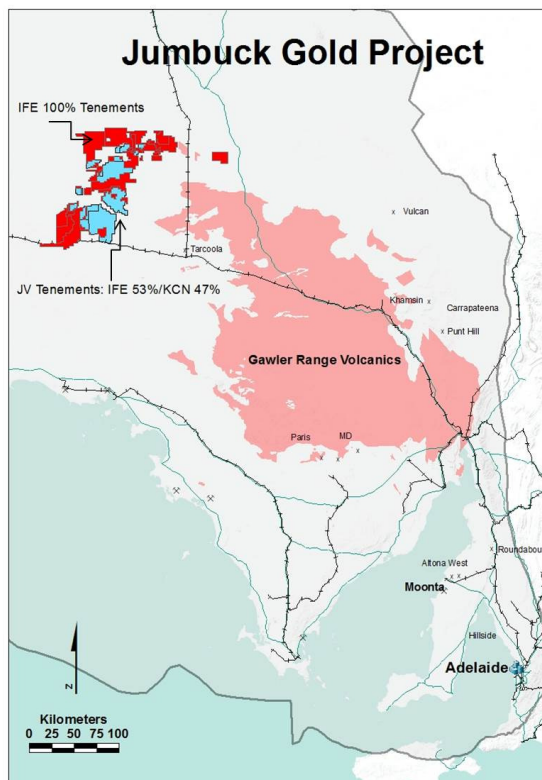 Jumbuck Gold Project
IFE 100% Tenements
Vulcan
Tarcoola
JV Tenements: IFE 53%/KCN 47%
Khamsin
Carrapateena
Punt Hill
Gawler Range Volcanics
Paris
MD
Roundabou
Altona West
Moonta
Hillside
Adelaide
N
Kilometers
0 25 50 75 100